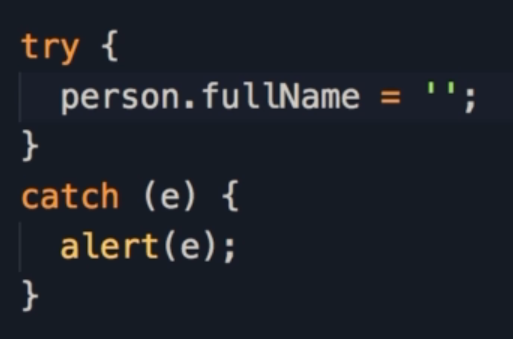 try {
  person.fullName = '';
}
catch (e) {
  alert(e);
}